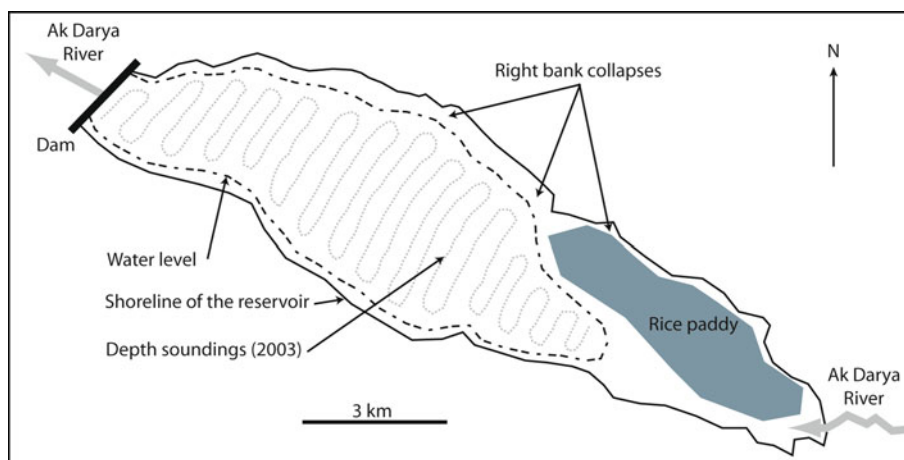 Ak Darya
River
Right bank collapses
N
Dam
Water level
Shoreline of the reservoir
Rice paddy
Depth soundings (2003)
Ak Darya
River
3 km